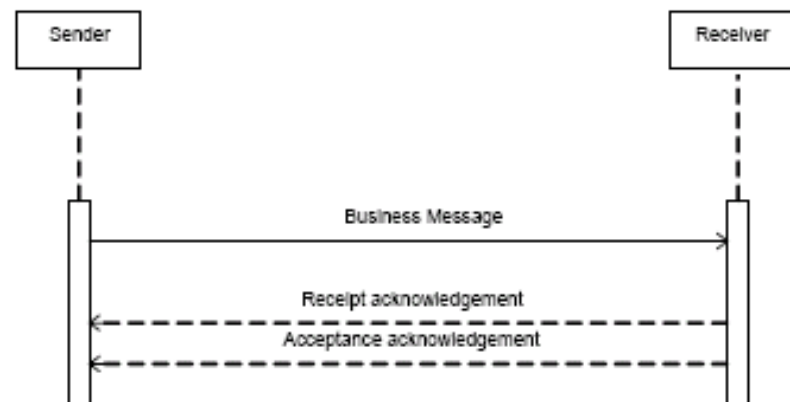 Sender
Receiver
Business Message
Receipt acknowledgement
Acceptance acknowledgement